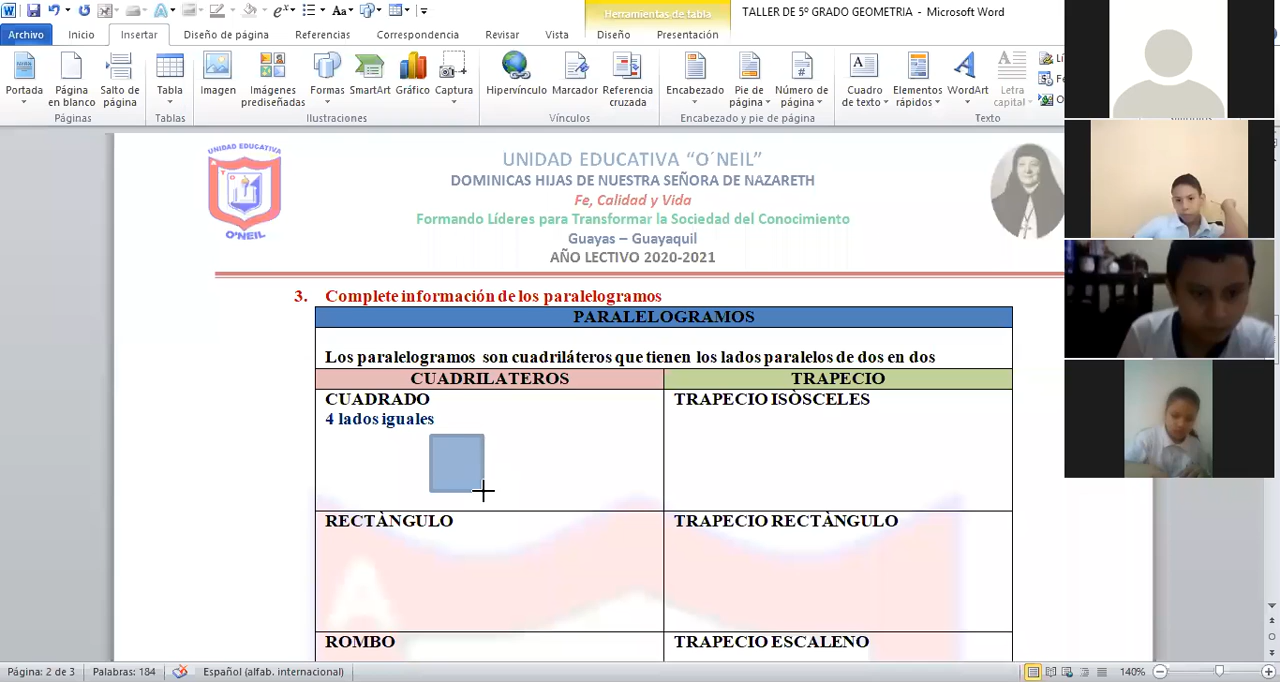 Herramientas de tabla
TALLER DE 5º GRADO GEOMETRIA - Microsoft Word
Archivo Inicio Insertar Diseño de página Referencias Correspondencia Revisar Vista Diseño Presentación
Portada Página en blanco Salto de página Tabla Imagen Imágenes prediseñadas Formas SmartArt Gráfico Captura Hipervínculo Marcador Referencia cruzada Encabezado Pie de página Número de página Cuadro de texto Elementos rápidos WordArt Letra capital
Páginas Tablas Ilustraciones Vínculos Encabezado y pie de página Texto
UNIDAD EDUCATIVA
O'NEIL
UNIDAD EDUCATIVA “O´NEIL”
DOMINICAS HIJAS DE NUESTRA SEÑORA DE NAZARETH
Fe, Calidad y Vida
Formando Líderes para Transformar la Sociedad del Conocimiento
Guayas – Guayaquil
AÑO LECTIVO 2020-2021
3. Complete información de los paralelogramos
PARALELOGRAMOS
Los paralelogramos son cuadriláteros que tienen los lados paralelos de dos en dos
CUADRILATEROS TRAPECIO
CUADRADO TRAPECIO ISÒSCELES
4 lados iguales
RECTÀNGULO TRAPECIO RECTÀNGULO
ROMBO TRAPECIO ESCALENO
Página: 2 de 3 Palabras: 184 Español (alfab. internacional) 140%